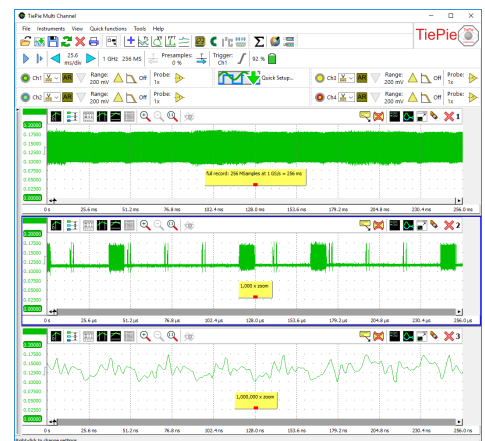 TiePie Multi Channel
File Instruments View Quick functions Tools Help
TiePie
25.6 ms/div
1 GHz 256 MS
Presamples: 0 %
Trigger: Ch1
92 %
Ch1 AR Range: 200 mV Off Probe: 1x
Quick Setup...
Ch3 AR Range: 200 mV Off Probe: 1x
Ch2 AR Range: 200 mV Off Probe: 1x
Ch4 AR Range: 200 mV Off Probe: 1x
1
0.20000
0.17500
0.15000
0.12500
0.10000
0.07500
0.05000
0.02500
0.00000
full record: 256 MSamples at 1 GS/s = 256 ms
0 s 25.6 ms 51.2 ms 76.8 ms 102.4 ms 128.0 ms 153.6 ms 179.2 ms 204.8 ms 230.4 ms 256.0 ms
2
0.20000
0.17500
0.15000
0.12500
0.10000
0.07500
0.05000
0.02500
0.00000
1,000 x zoom
0 s 25.6 µs 51.2 µs 76.8 µs 102.4 µs 128.0 µs 153.6 µs 179.2 µs 204.8 µs 230.4 µs 256.0 µs
3
0.20000
0.17500
0.15000
0.12500
0.10000
0.07500
0.05000
0.02500
0.00000
1,000,000 x zoom
0 s 25.6 ns 51.2 ns 76.8 ns 102.4 ns 128.0 ns 153.6 ns 179.2 ns 204.8 ns 230.4 ns 256.0 ns
Right-click to change settings